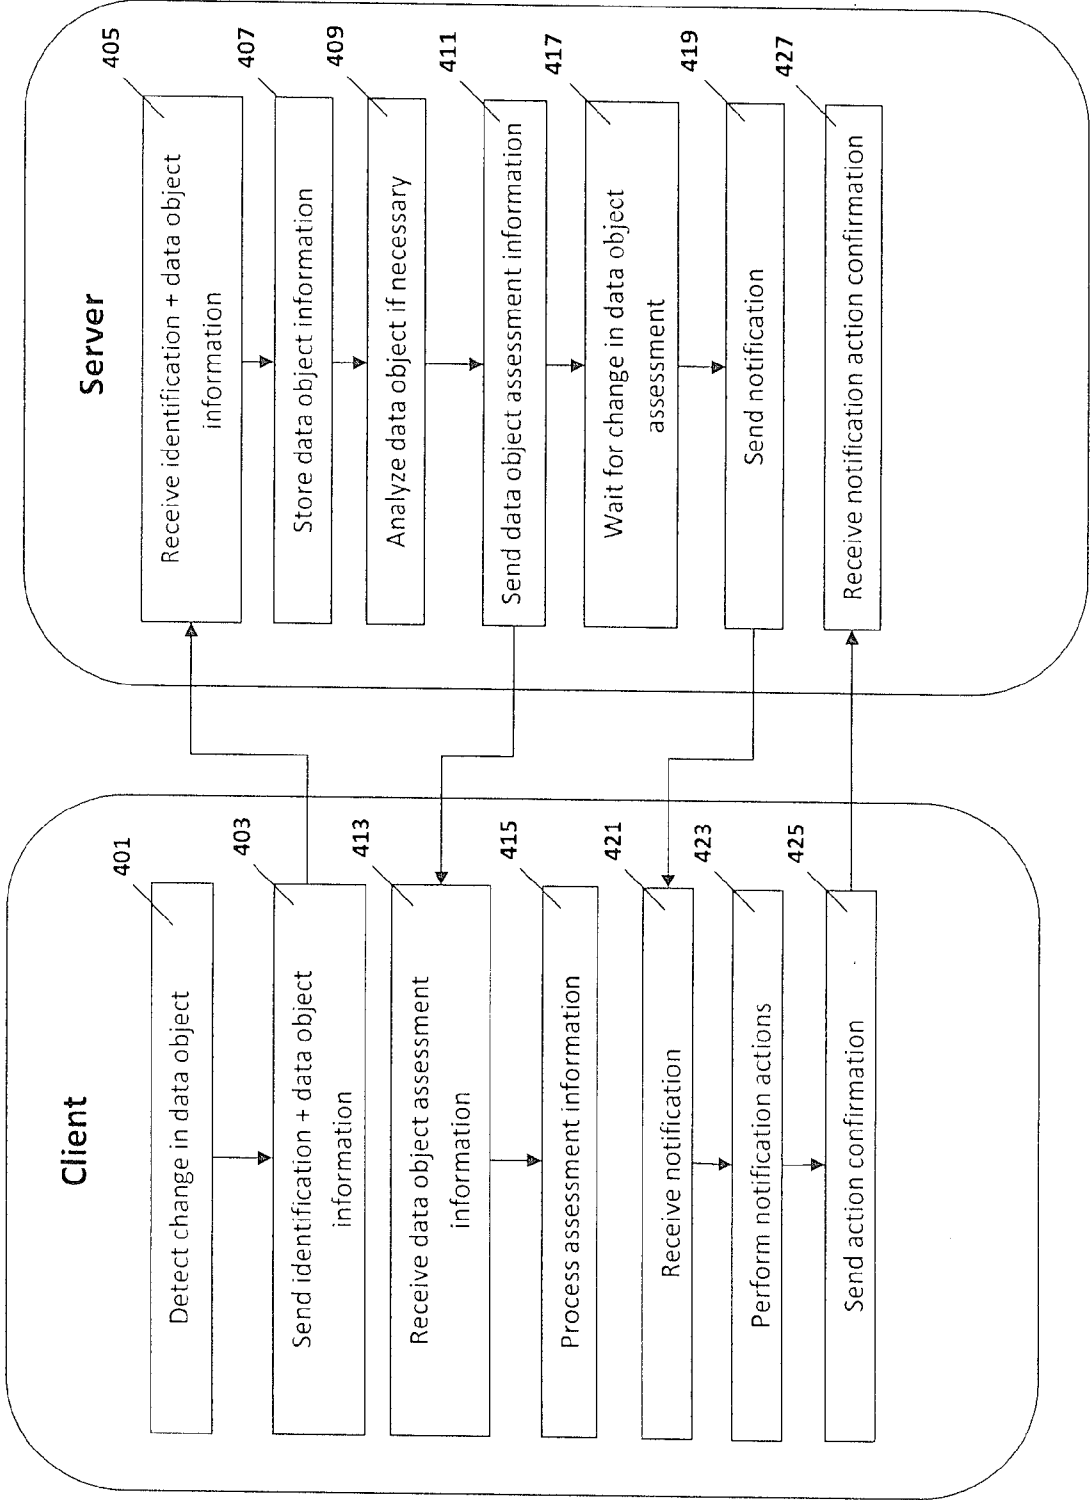 Client
401
Detect change in data object
403
Send identification + data object
information
413
Receive data object assessment
information
415
Process assessment information
421
Receive notification
423
Perform notification actions
425
Send action confirmation
Server
405
Receive identification + data object
information
407
Store data object information
409
Analyze data object if necessary
411
Send data object assessment information
417
Wait for change in data object
assessment
419
Send notification
427
Receive notification action confirmation